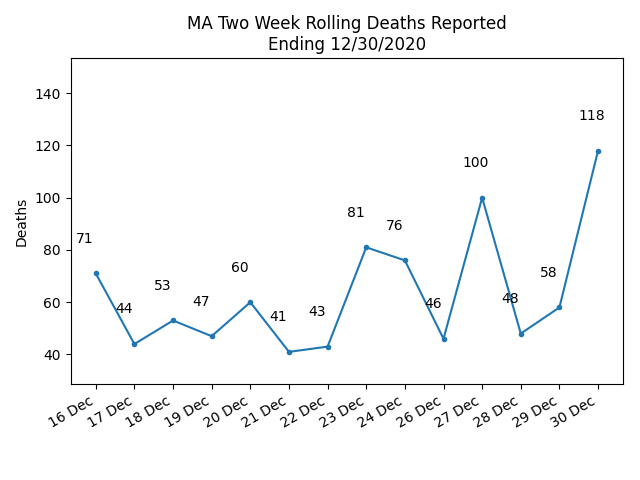 MA Two Week Rolling Deaths Reported
Ending 12/30/2020
Deaths
140
120
100
80
60
40
71
44
53
47
60
41
43
81
76
46
100
48
58
118
16 Dec
17 Dec
18 Dec
19 Dec
20 Dec
21 Dec
22 Dec
23 Dec
24 Dec
26 Dec
27 Dec
28 Dec
29 Dec
30 Dec